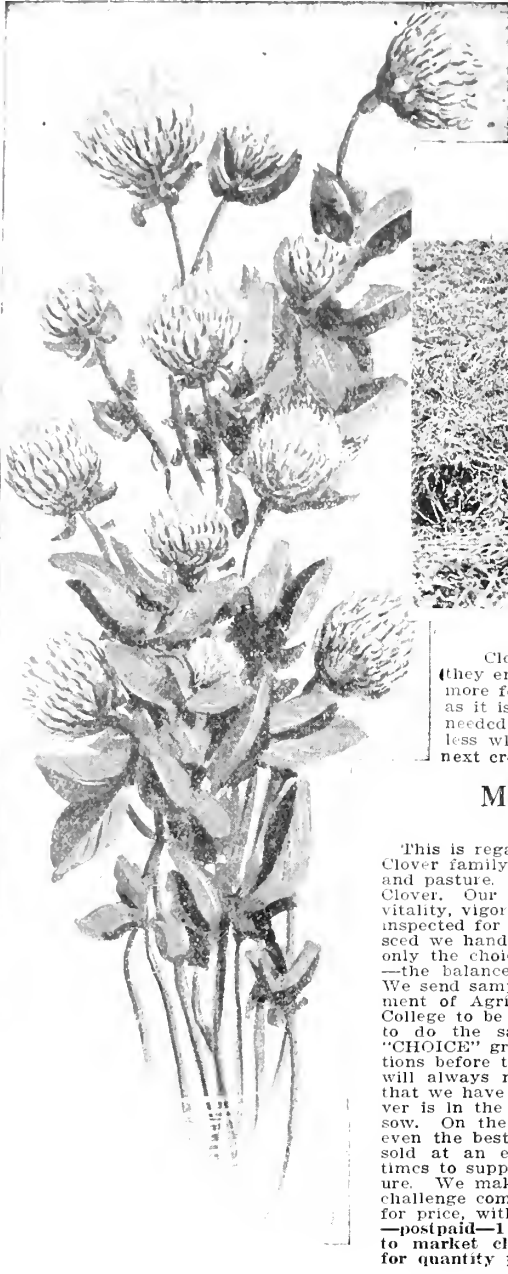 Clo
(they en
more fe
as it is
needed
less wh
next cr
M
This is rega
Clover family
and pasture.
Clover. Our
vitality, vigor
inspected for
seed we hand
only the choi
—the balance
We send samp
ment of Agri
College to be
to do the sa
"CHOICE" gr
tions before t
will always r
that we have
ver is in the
sow. On the
even the best
sold at an e
times to supp
ure. We mak
challenge com
for price, with
—postpaid—1
to market cl
for quantity